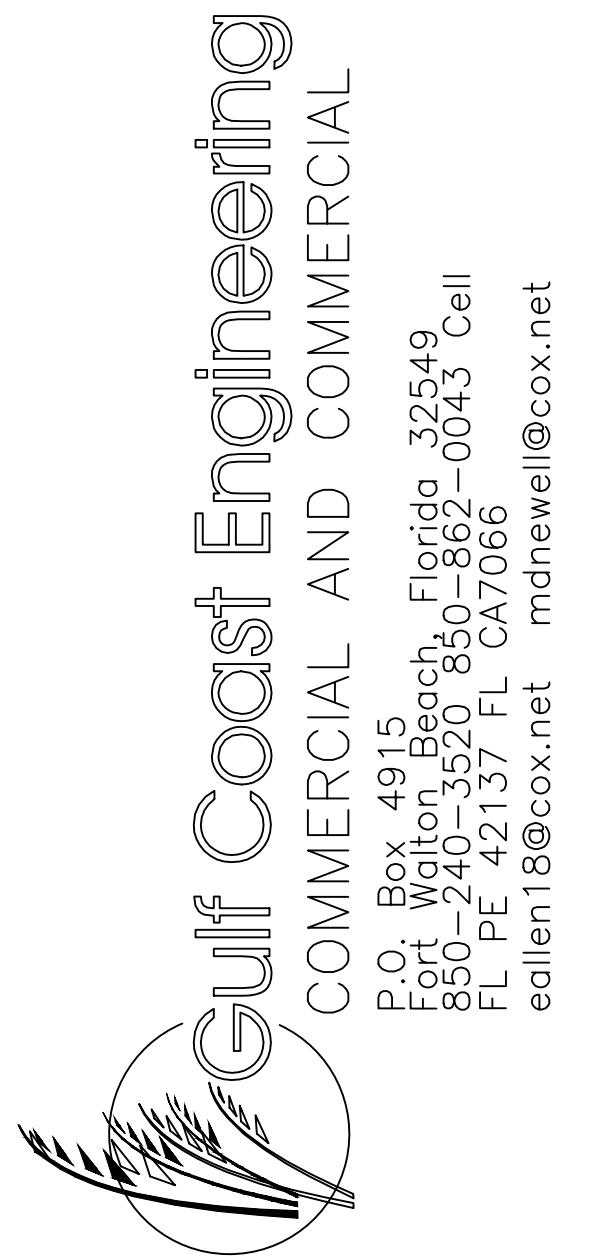 Gulf Coast Engineering
COMMERCIAL AND COMMERCIAL
P.O. Box 4915
Fort Walton Beach, Florida 32549
850-240-3520 850-862-0043 Cell
FL PE 42137 FL CA7066
eallen18@cox.net mdnewell@cox.net